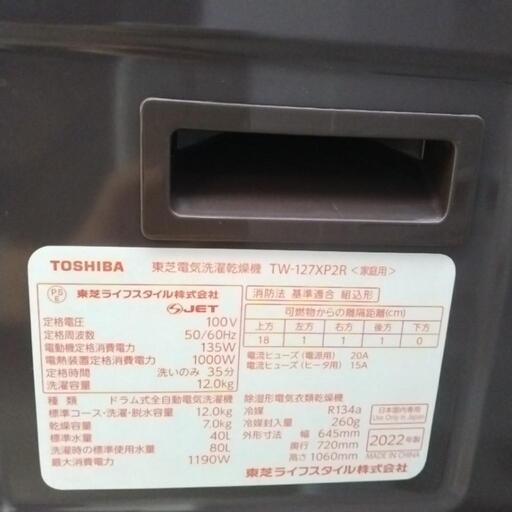 TOSHIBA 東芝電気洗濯乾燥機 TW-127XP2R <家庭用>
PSE 東芝ライフスタイル株式会社
JET
定格電圧 100V
定格周波数 50/60Hz
電動機定格消費電力 135W
電熱装置定格消費電力 1000W
定格時間 洗いのみ 35分
洗濯容量 12.0kg
消防法 基準適合 組込形
可燃物からの離隔距離(cm)
上方 左方 右方 後方 下方
18 1 1 1 0
電流ヒューズ(電源用) 20A
電流ヒューズ(ヒータ用) 15A
種類 ドラム式全自動電気洗濯機
標準コース・洗濯・脱水容量 12.0kg
乾燥容量 7.0kg
標準水量 40L
洗濯時の標準使用水量 80L
最大消費電力 1190W
除湿形電気衣類乾燥機
冷媒 R134a
冷媒封入量 260g
外形寸法 幅 645mm
奥行 720mm
高さ 1060mm
日本国内専用
Use Only in Japan
2022年製
MADE IN CHINA
東芝ライフスタイル株式会社